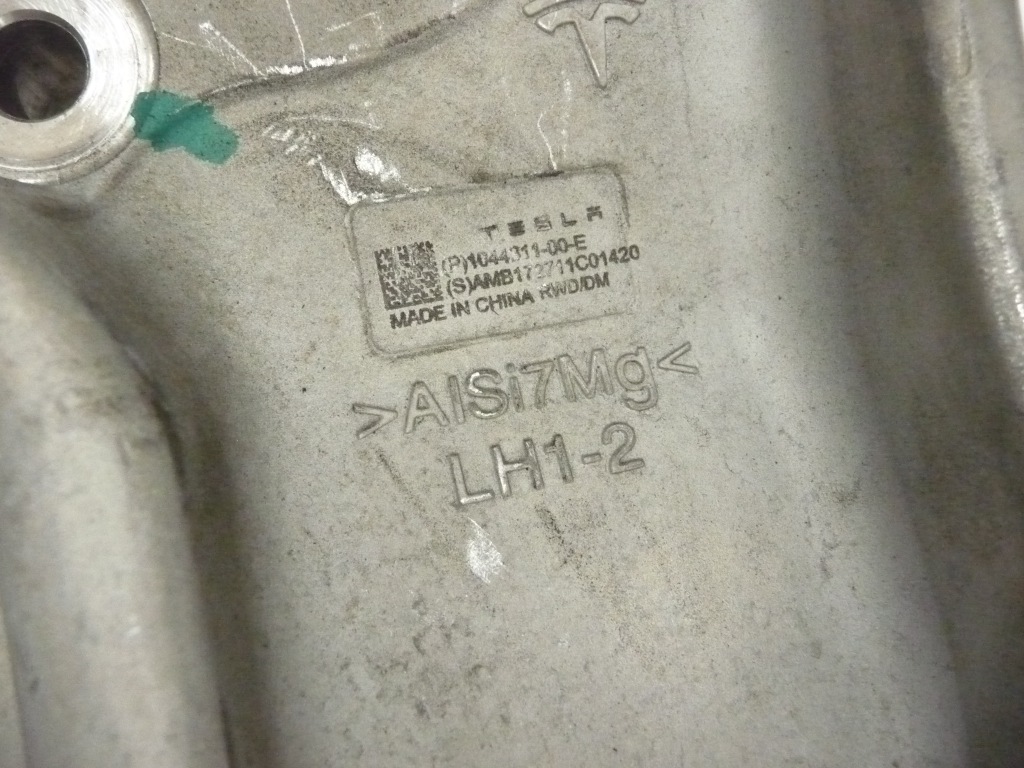 TESLA
(P)1044311-00-E
(S)AMB172711C01420
MADE IN CHINA RWD/DM
>AlSi7Mg<
LH1-2